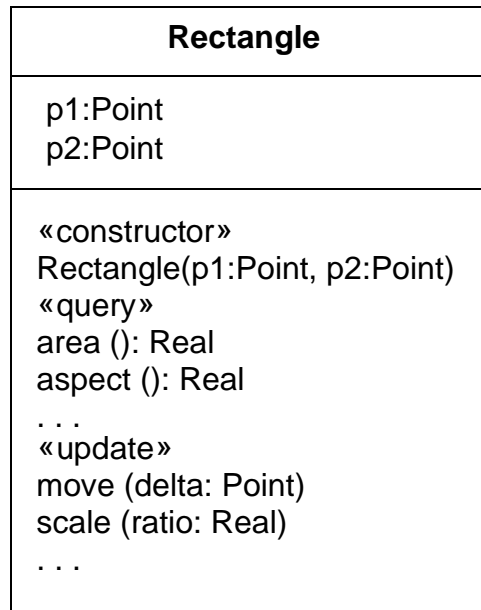 Rectangle
p1:Point
p2:Point
«constructor»
Rectangle(p1:Point, p2:Point)
«query»
area (): Real
aspect (): Real
. . .
«update»
move (delta: Point)
scale (ratio: Real)
. . .